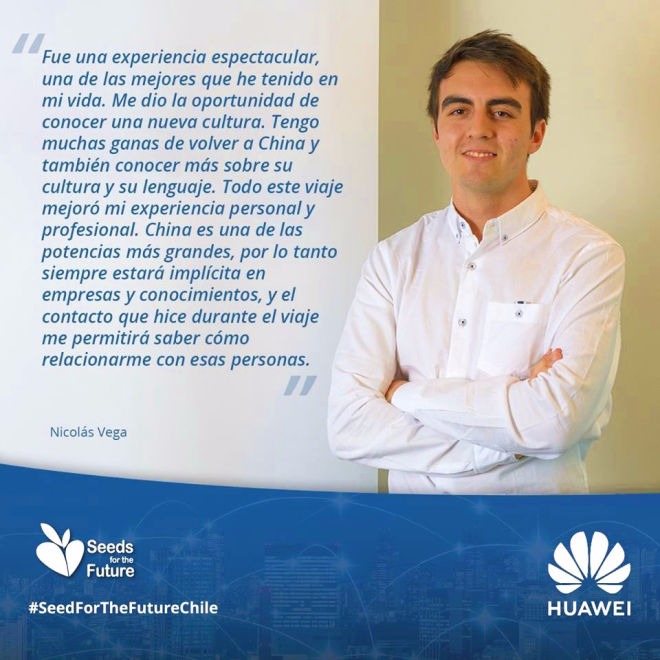 “
Fue una experiencia espectacular,
una de las mejores que he tenido en
mi vida. Me dio la oportunidad de
conocer una nueva cultura. Tengo
muchas ganas de volver a China y
también conocer más sobre su
cultura y su lenguaje. Todo este viaje
mejoró mi experiencia personal y
profesional. China es una de las
potencias más grandes, por lo tanto
siempre estará implícita en
empresas y conocimientos, y el
contacto que hice durante el viaje
me permitirá saber cómo
relacionarme con esas personas.
”
Nicolás Vega
Seeds
for the
Future
#SeedForTheFutureChile
HUAWEI